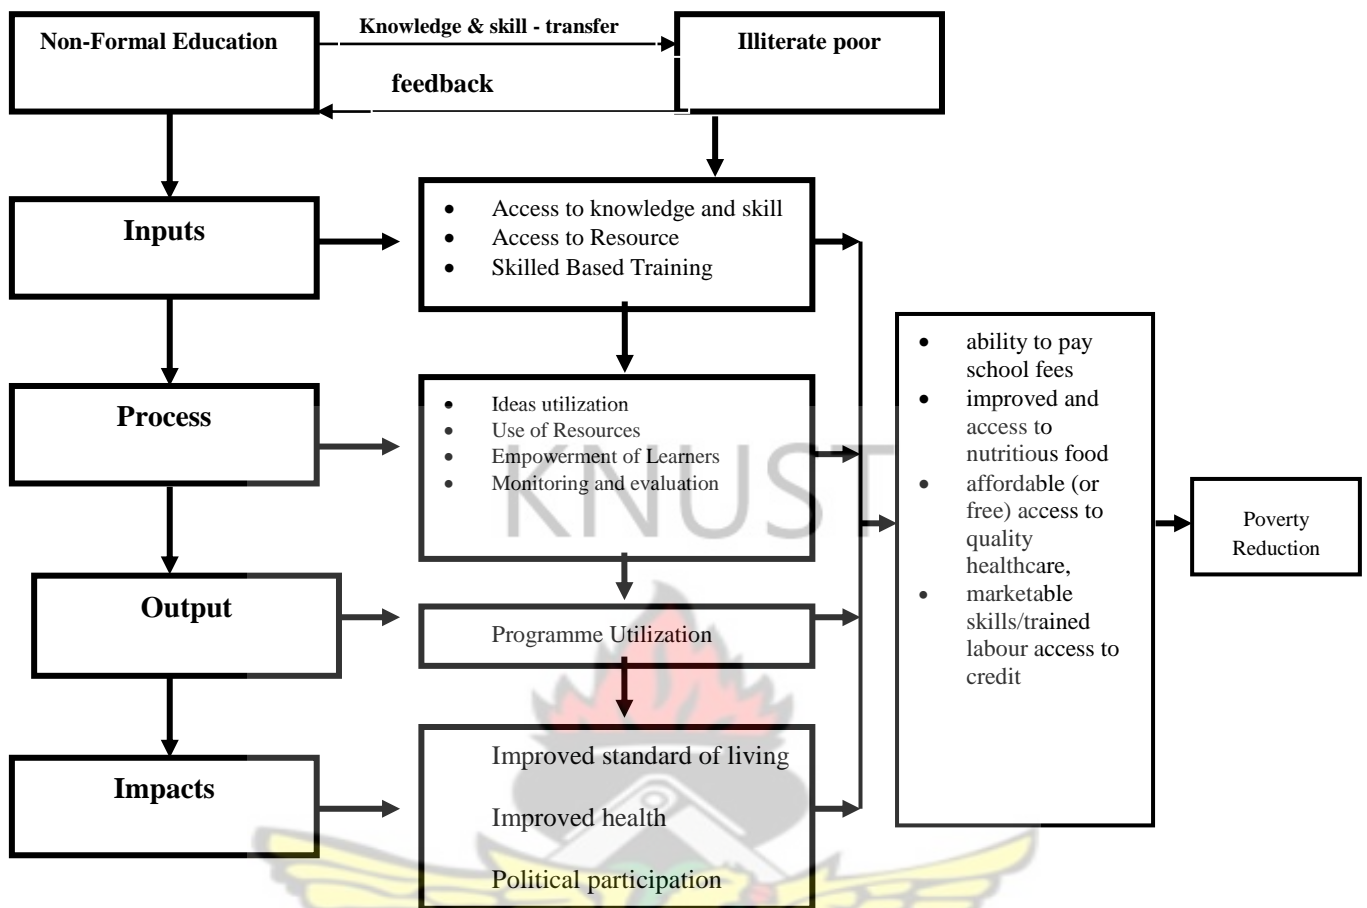 Non-Formal Education
Knowledge & skill - transfer
Illiterate poor
feedback
Inputs
• Access to knowledge and skill
• Access to Resource
• Skilled Based Training
Process
• Ideas utilization
• Use of Resources
• Empowerment of Learners
• Monitoring and evaluation
KNUST
Output
Programme Utilization
Impacts
Improved standard of living
Improved health
Political participation
• ability to pay
school fees
• improved and
access to
nutritious food
• affordable (or
free) access to
quality
healthcare,
• marketable
skills/trained
labour access to
credit
Poverty
Reduction